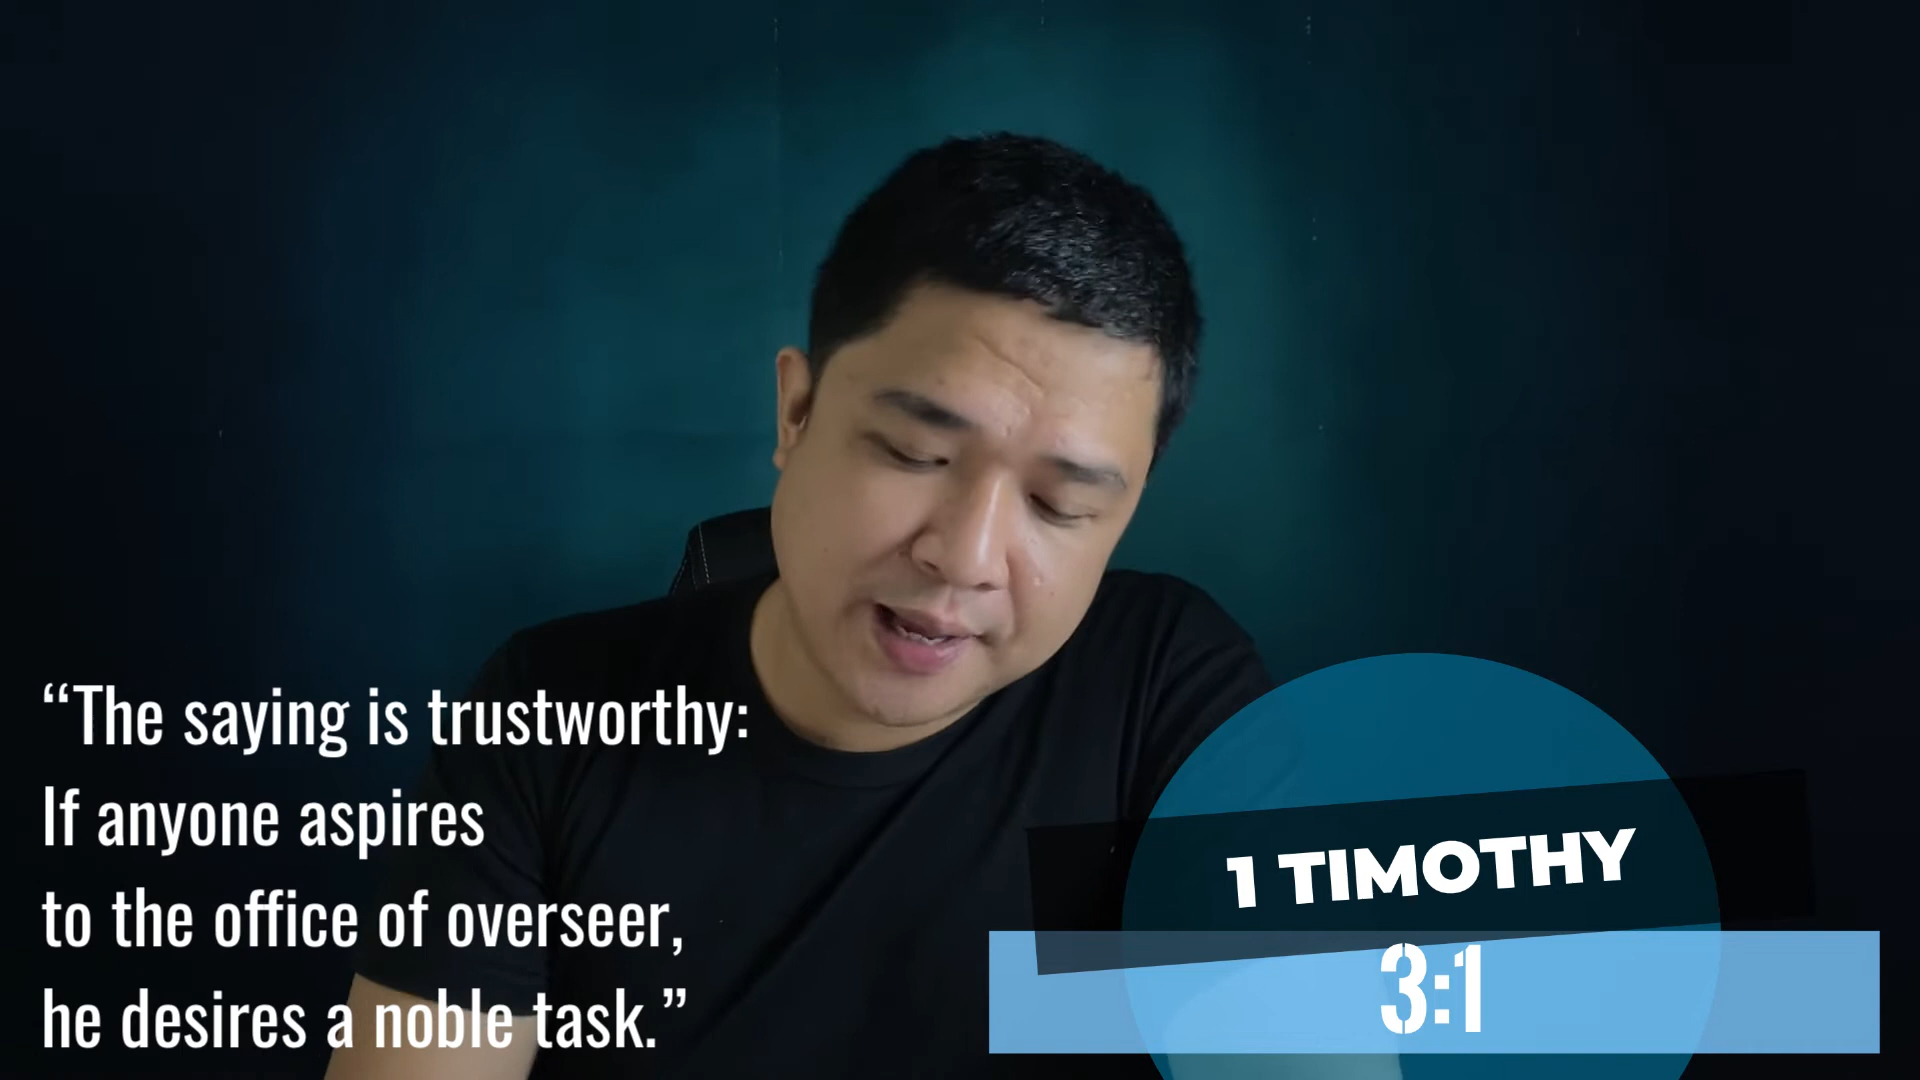 “The saying is trustworthy:
If anyone aspires
to the office of overseer,
he desires a noble task.”
1 TIMOTHY
3:1